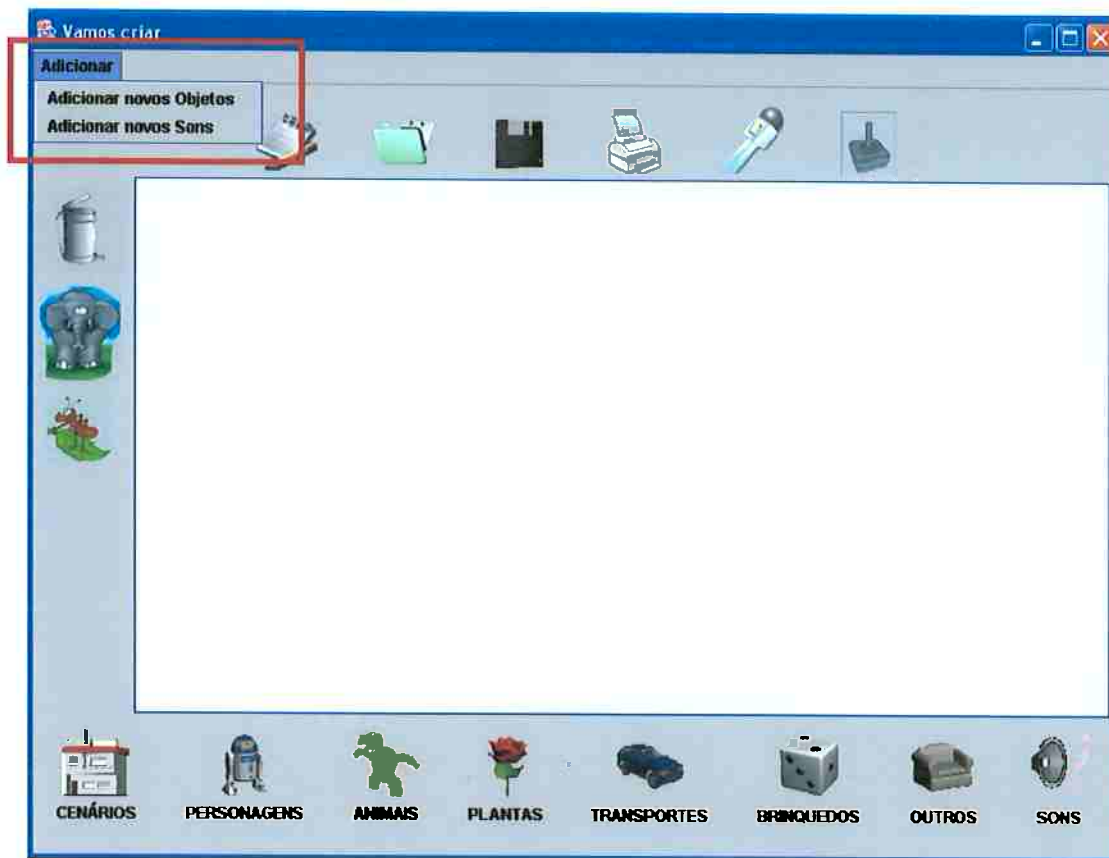 Vamos criar
Adicionar
Adicionar novos Objetos
Adicionar novos Sons
CENÁRIOS PERSONAGENS ANIMAIS PLANTAS TRANSPORTES BRINQUEDOS OUTROS SONS